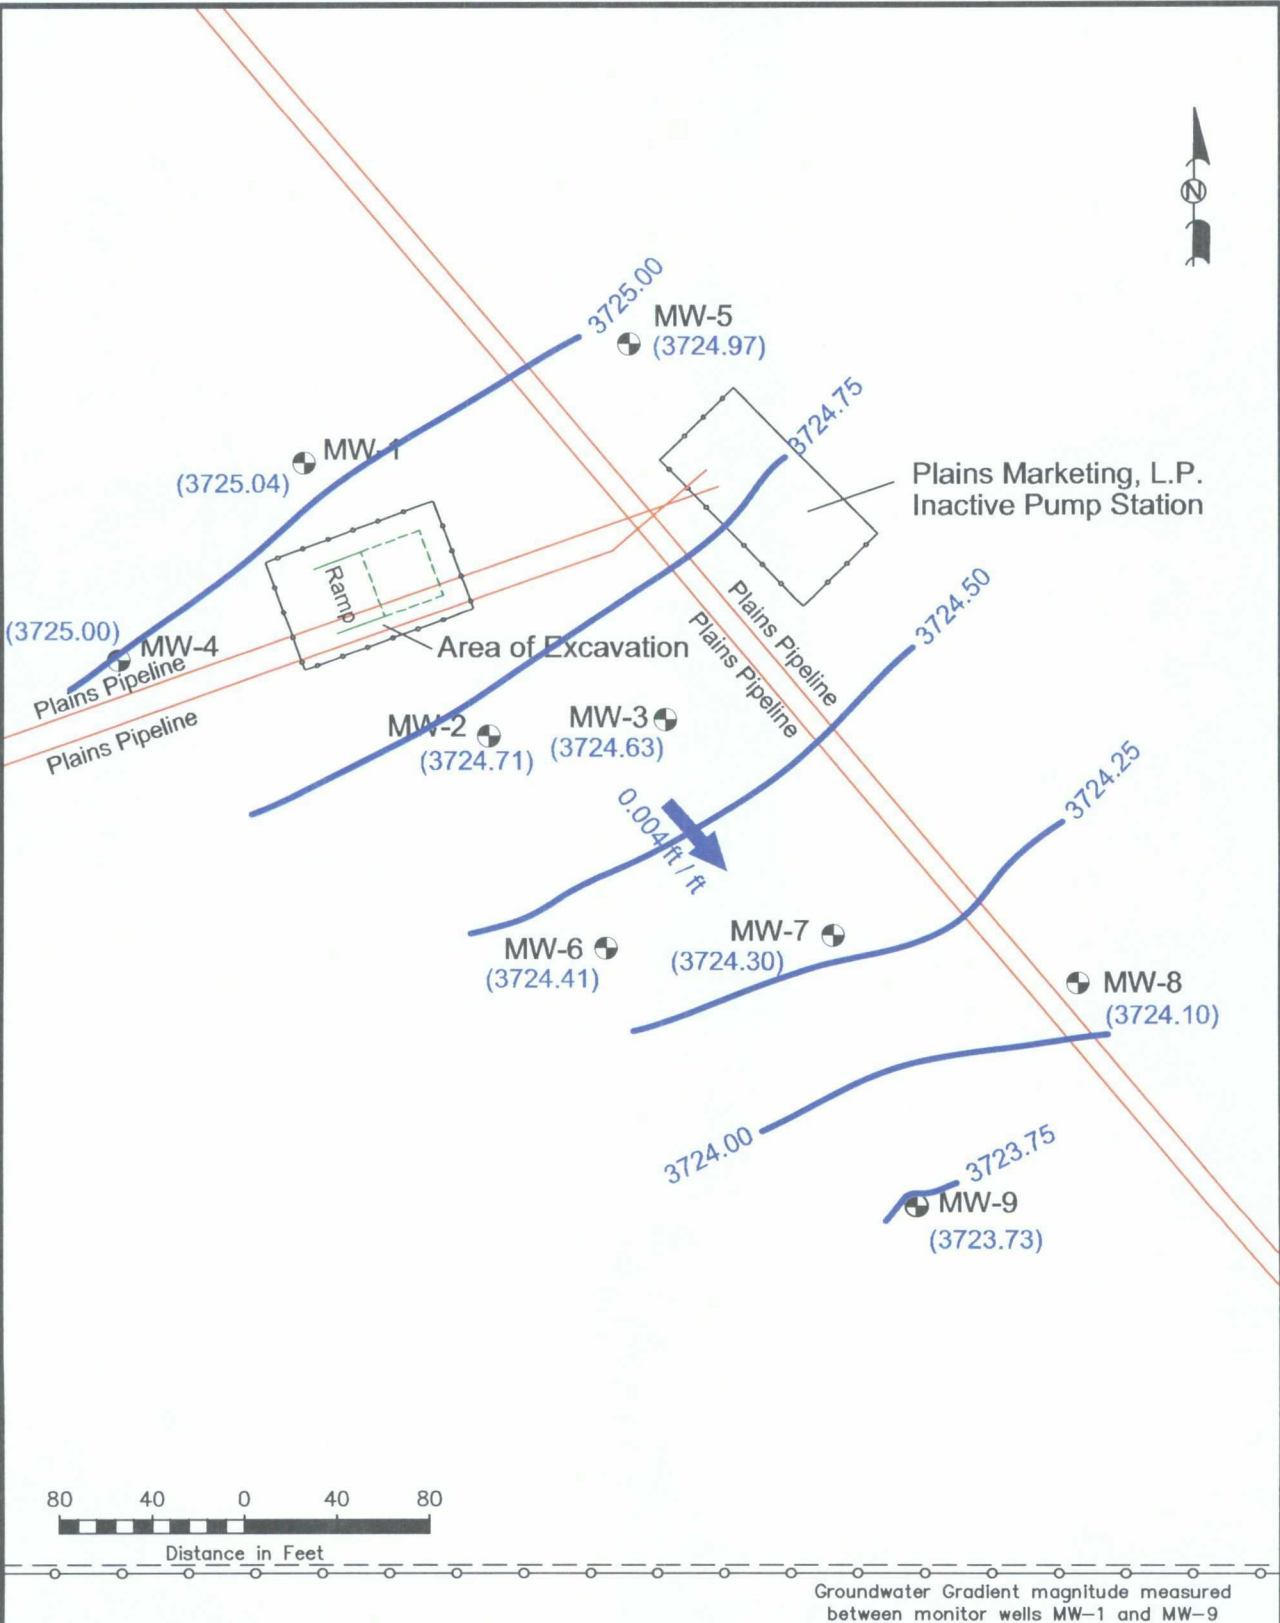 N
3725.00
MW-5
(3724.97)
3724.75
MW-1
(3725.04)
Plains Marketing, L.P.
Inactive Pump Station
Ramp
3724.50
Plains Pipeline
Plains Pipeline
(3725.00)
MW-4
Area of Excavation
Plains Pipeline
Plains Pipeline
MW-2
(3724.71)
MW-3
(3724.63)
3724.25
0.004 ft / ft
MW-6
(3724.41)
MW-7
(3724.30)
MW-8
(3724.10)
3724.00
3723.75
MW-9
(3723.73)
80 40 0 40 80
Distance in Feet
Groundwater Gradient magnitude measured
between monitor wells MW-1 and MW-9